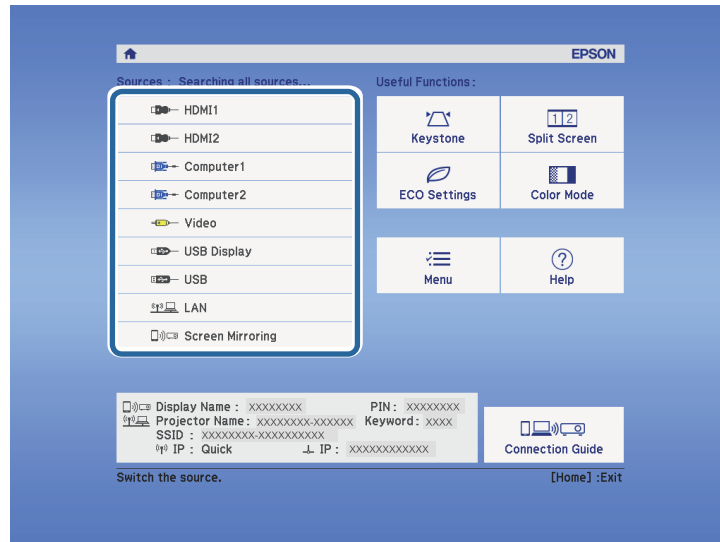 EPSON
Sources : Searching all sources...
HDMI1
HDMI2
Computer1
Computer2
Video
USB Display
USB
LAN
Screen Mirroring
Useful Functions :
Keystone
1 2
Split Screen
ECO Settings
Color Mode
Menu
?
Help
Display Name : XXXXXXXX PIN : XXXXXXXX
Projector Name : XXXXXXXX-XXXXXX Keyword : XXXX
SSID : XXXXXXXX-XXXXXXXXXX
IP : Quick IP : XXXXXXXXXXXX
Connection Guide
Switch the source. [Home] :Exit